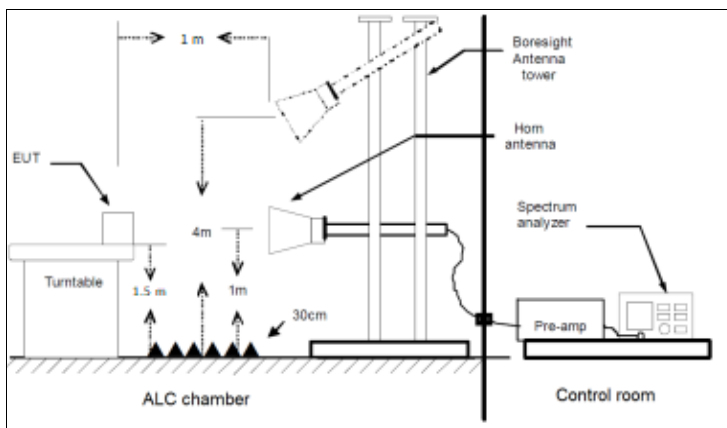 1 m
Boresight
Antenna
tower
Horn
antenna
EUT
Spectrum
analyzer
4m
Turntable
1.5 m
1m
30cm
Pre-amp
ALC chamber
Control room